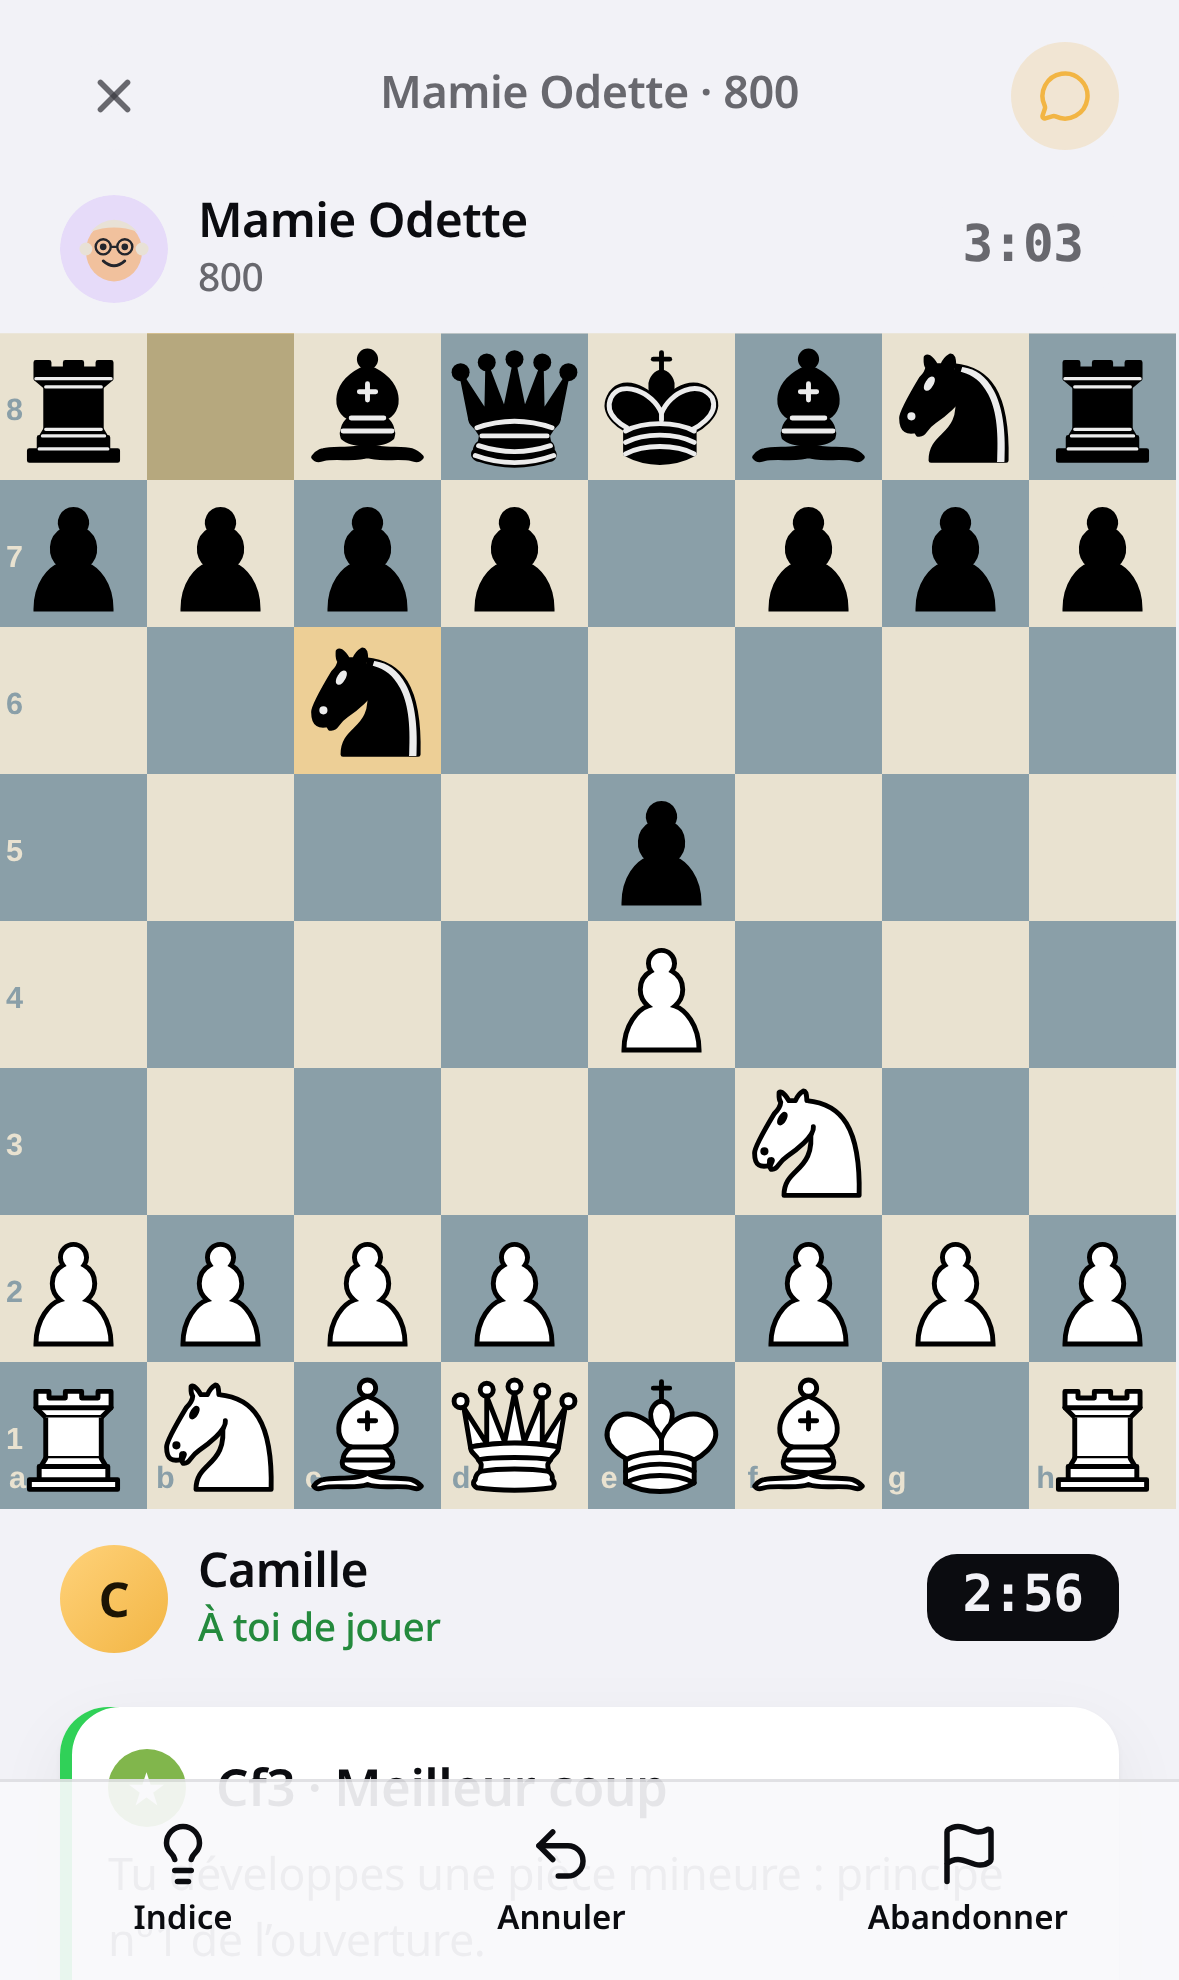 Mamie Odette · 800
Mamie Odette
800
3:03
8
7
6
5
4
3
2
1
a b c d e f g h
Camille
C
À toi de jouer
2:56
Cf3 · Meilleur coup
Tu développes une pièce mineure : principe
n°1 de l’ouverture.
Indice
Annuler
Abandonner